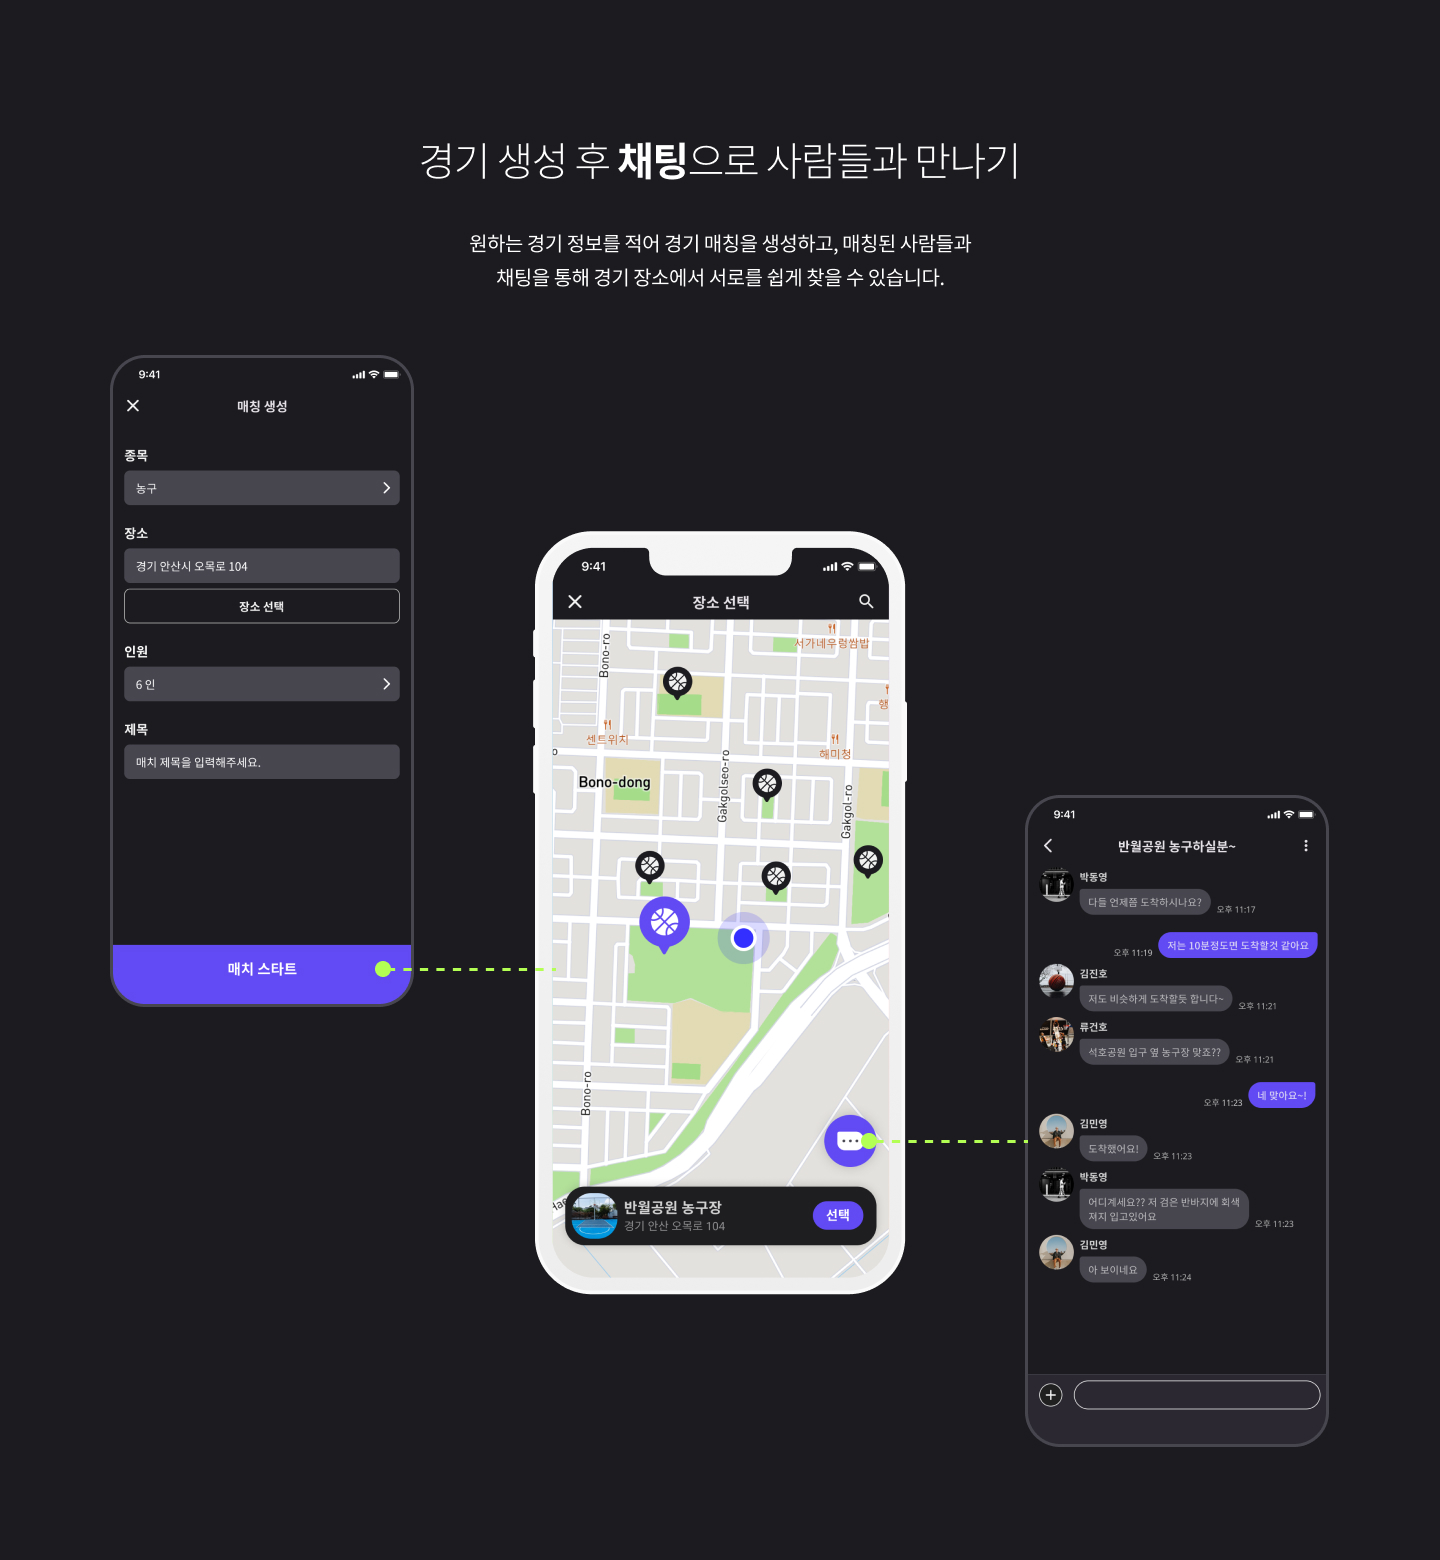 경기 생성 후 채팅으로 사람들과 만나기
원하는 경기 정보를 적어 경기 매칭을 생성하고, 매칭된 사람들과
채팅을 통해 경기 장소에서 서로를 쉽게 찾을 수 있습니다.
9:41
매칭 생성
종목
농구
장소
경기 안산시 오목로 104
장소 선택
인원
6 인
제목
매치 제목을 입력해주세요.
매치 스타트
9:41
장소 선택
Bono-ro
서가네우렁쌈밥
행
센트위치
해미청
o
Bono-dong
Gakgolseo-ro
Gakgol-ro
Bono-ro
Hae
반월공원 농구장
경기 안산 오목로 104
선택
9:41
반월공원 농구하실분~
박동영
다들 언제쯤 도착하시나요?
오후 11:17
오후 11:19
저는 10분정도면 도착할것 같아요
김진호
저도 비슷하게 도착할듯 합니다~
오후 11:21
류건호
석호공원 입구 옆 농구장 맞죠??
오후 11:21
오후 11:23
네 맞아요~!
김민영
도착했어요!
오후 11:23
박동영
어디계세요?? 저 검은 반바지에 회색
져지 입고있어요
오후 11:23
김민영
아 보이네요
오후 11:24